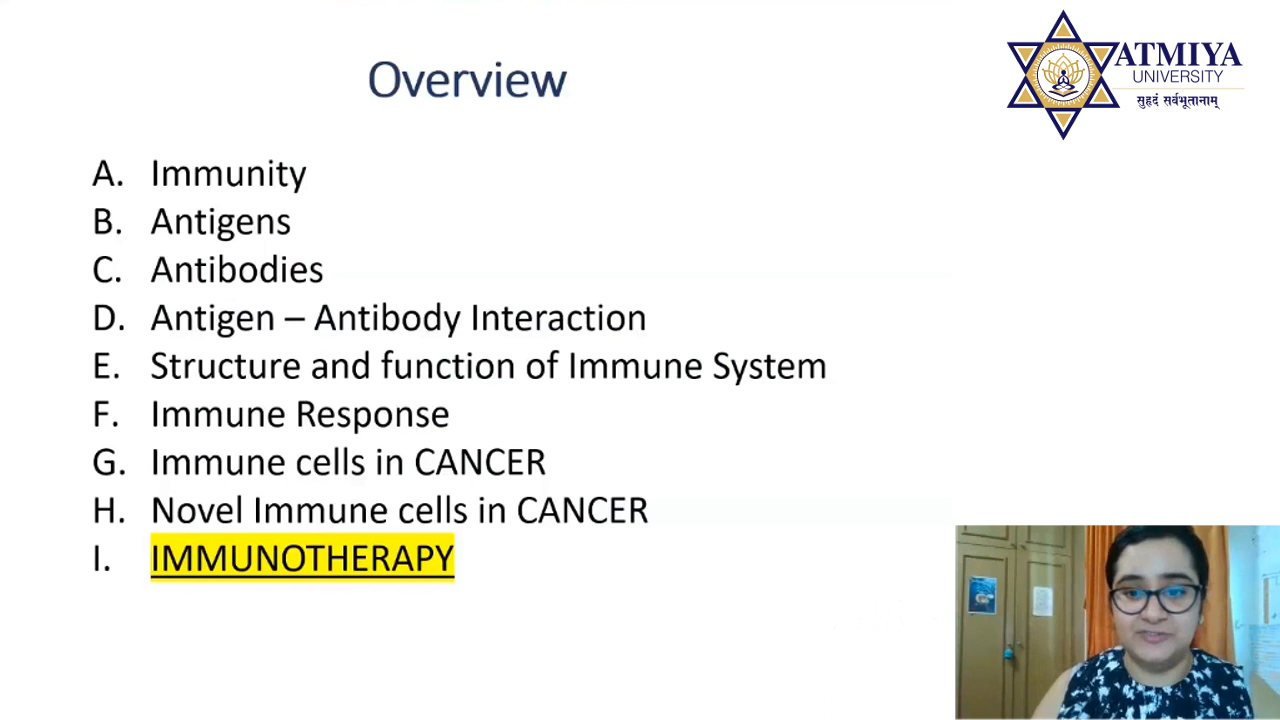 Overview
ATMIYA
UNIVERSITY
सुहृदं सर्वभूतानाम्
A. Immunity
B. Antigens
C. Antibodies
D. Antigen – Antibody Interaction
E. Structure and function of Immune System
F. Immune Response
G. Immune cells in CANCER
H. Novel Immune cells in CANCER
I. IMMUNOTHERAPY